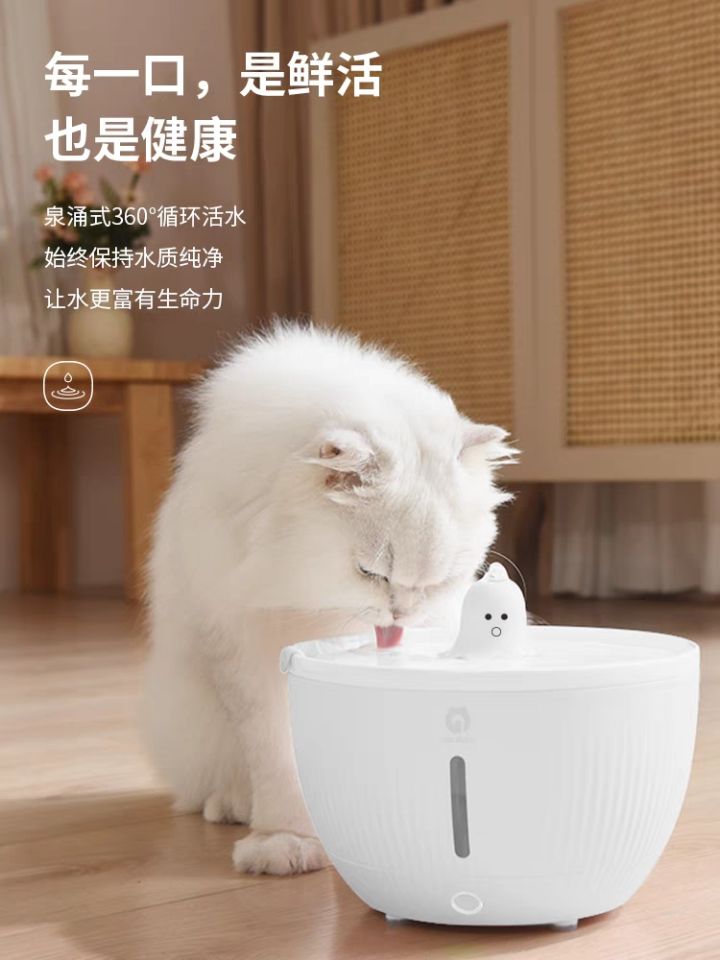 每一口，是鲜活
也是健康
泉涌式360°循环活水
始终保持水质纯净
让水更富有生命力